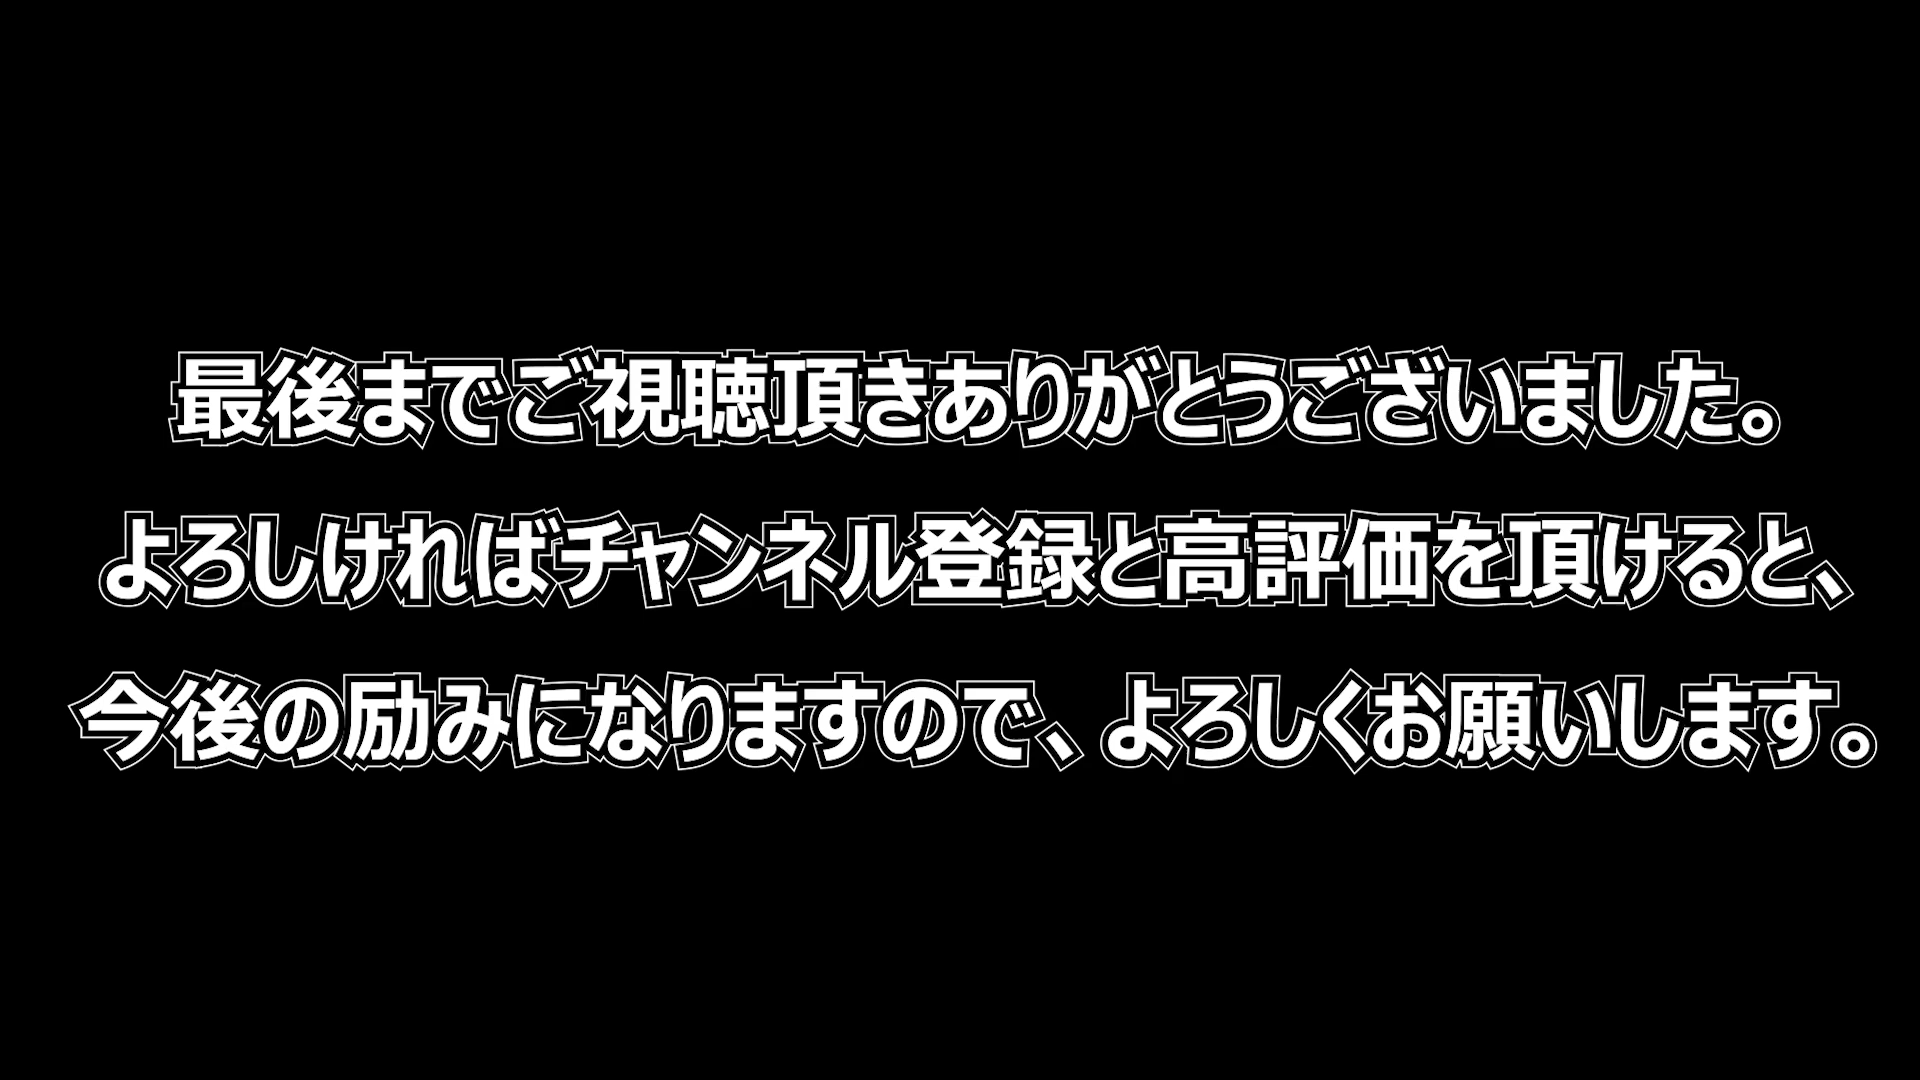 最後までご視聴頂きありがとうございました。
よろしければチャンネル登録と高評価を頂けると、
今後の励みになりますので、よろしくお願いします。